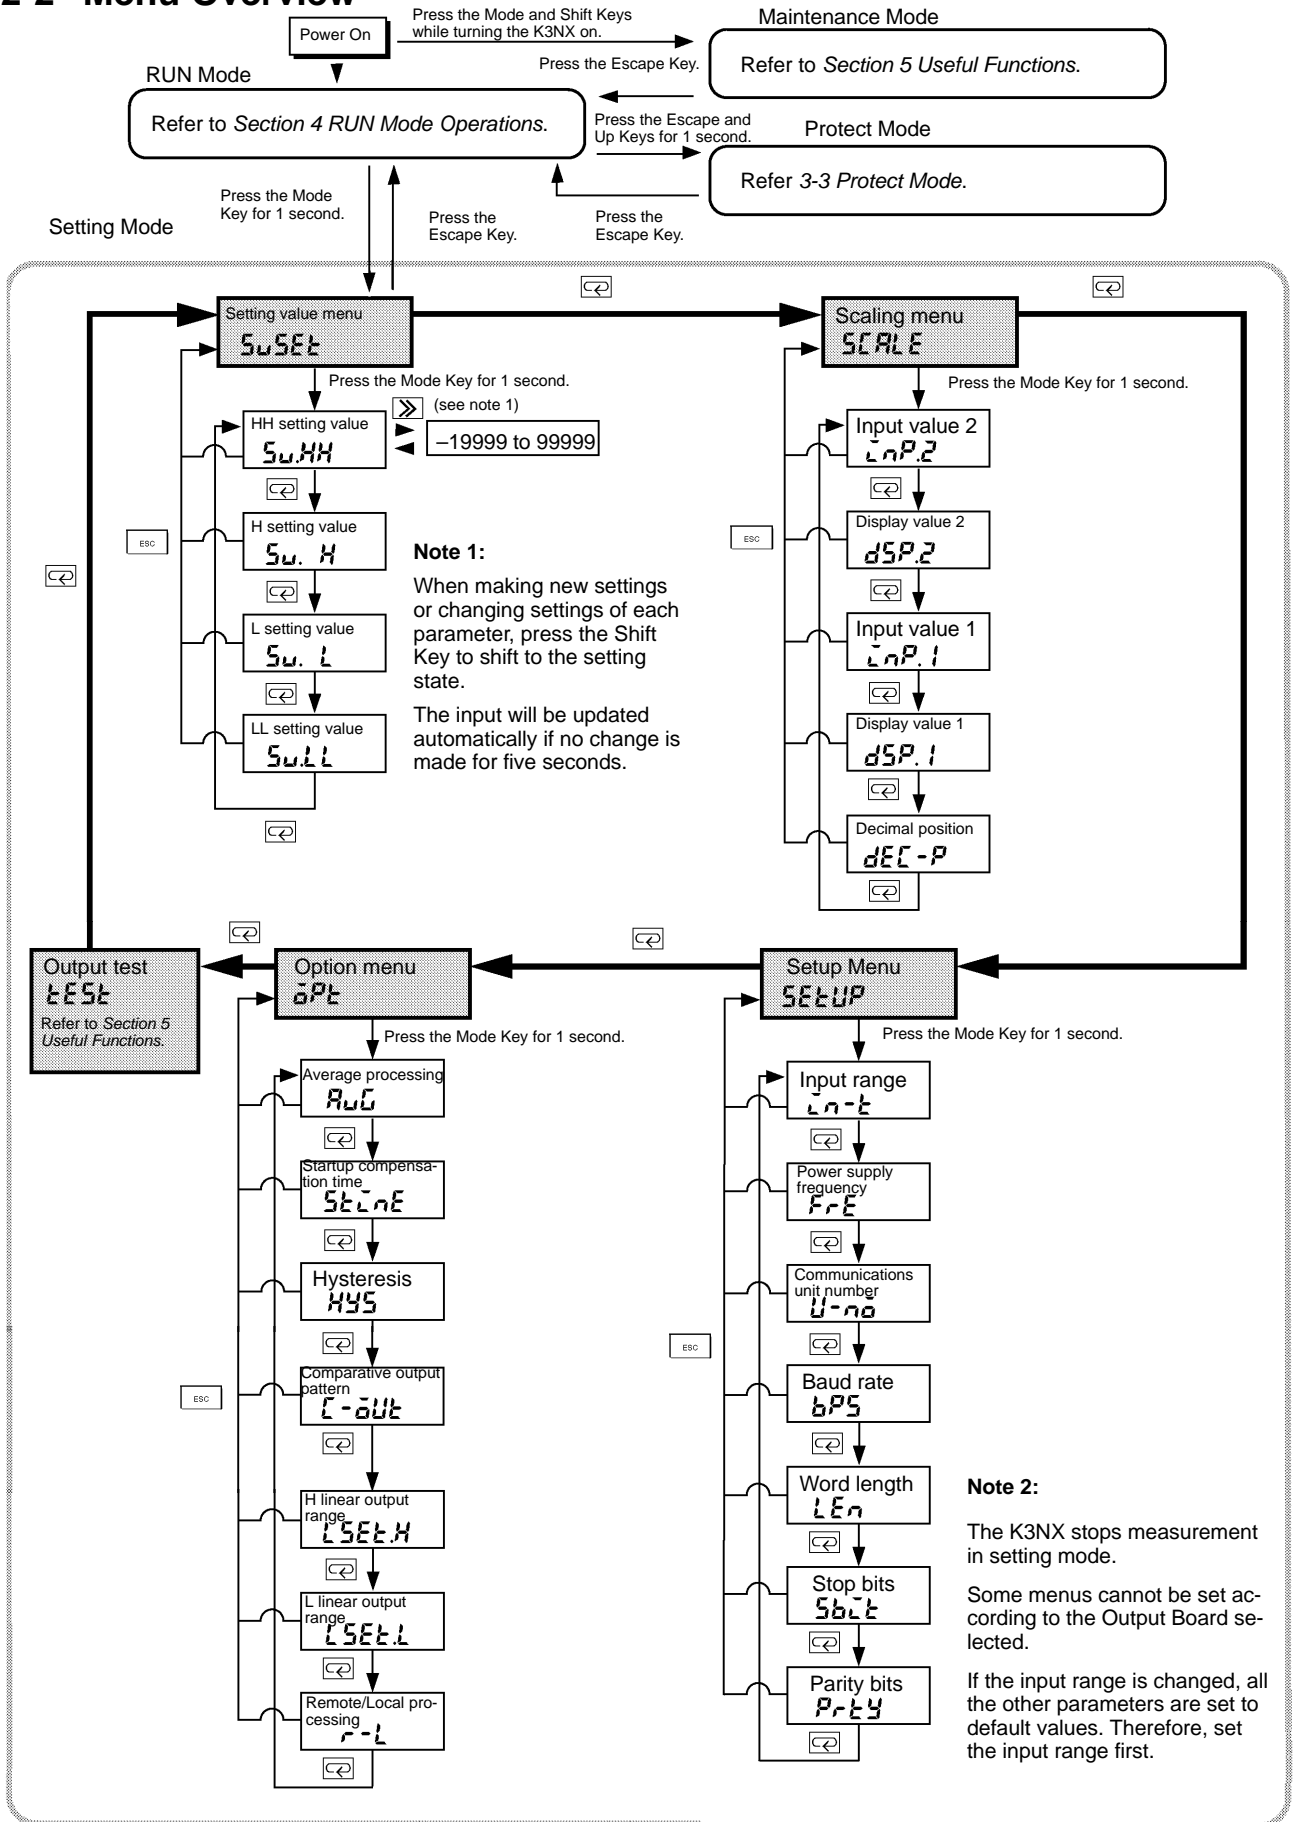 2-2 Menu Overview
Press the Mode and Shift Keys
while turning the K3NX on.
Maintenance Mode
Power On
Press the Escape Key.
Refer to Section 5 Useful Functions.
RUN Mode
Refer to Section 4 RUN Mode Operations.
Press the Escape and
Up Keys for 1 second.
Protect Mode
Refer 3-3 Protect Mode.
Press the Mode
Key for 1 second.
Press the
Escape Key.
Press the
Escape Key.
Setting Mode
Setting value menu
SvSEt
Press the Mode Key for 1 second.
(see note 1)
HH setting value
Sv.HH
–19999 to 99999
H setting value
Sv. H
L setting value
Sv. L
LL setting value
Sv.LL
ESC
Note 1:
When making new settings
or changing settings of each
parameter, press the Shift
Key to shift to the setting
state.
The input will be updated
automatically if no change is
made for five seconds.
Scaling menu
SCALE
Press the Mode Key for 1 second.
Input value 2
inP.2
Display value 2
dSP.2
Input value 1
inP.1
Display value 1
dSP.1
Decimal position
dEC-P
ESC
Output test
tESt
Refer to Section 5
Useful Functions.
Option menu
oPt
Press the Mode Key for 1 second.
Average processing
AvG
Startup compensa-
tion time
StinE
Hysteresis
HYS
Comparative output
pattern
C-oUt
H linear output
range
LSEt.H
L linear output
range
LSEt.L
Remote/Local pro-
cessing
r-L
ESC
Setup Menu
SEtUP
Press the Mode Key for 1 second.
Input range
in-t
Power supply
frequency
FrE
Communications
unit number
U-no
Baud rate
bPS
Word length
LEn
Stop bits
Sbit
Parity bits
PrtY
ESC
Note 2:
The K3NX stops measurement
in setting mode.
Some menus cannot be set ac-
cording to the Output Board se-
lected.
If the input range is changed, all
the other parameters are set to
default values. Therefore, set
the input range first.